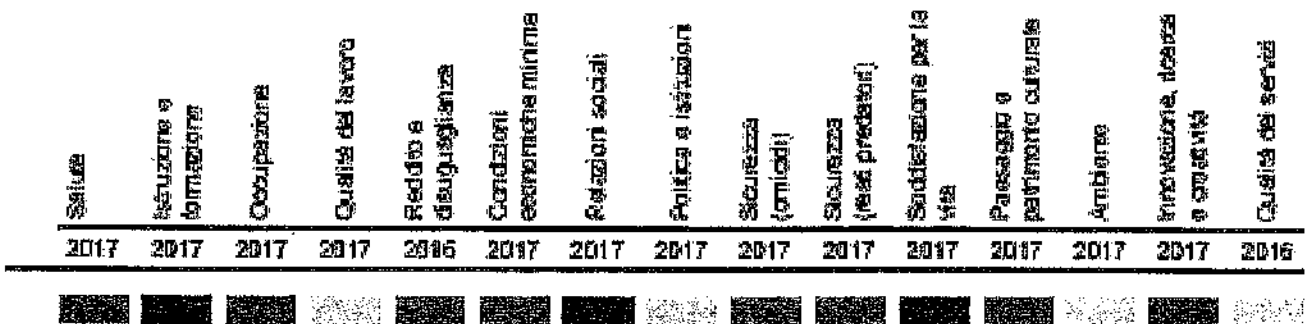 Salute
Istruzione e
formazione
Occupazione
Qualità del lavoro
Reddito e
disuguaglianza
Condizioni
economiche minime
Relazioni sociali
Politica e istituzioni
Sicurezza
(omicidi)
Sicurezza
(reati predatori)
Soddisfazione per la
vita
Paesaggio e
patrimonio culturale
Ambiente
Innovazione, ricerca
e creatività
Qualità dei servizi
2017 2017 2017 2017 2016 2017 2017 2017 2017 2017 2017 2017 2017 2017 2016